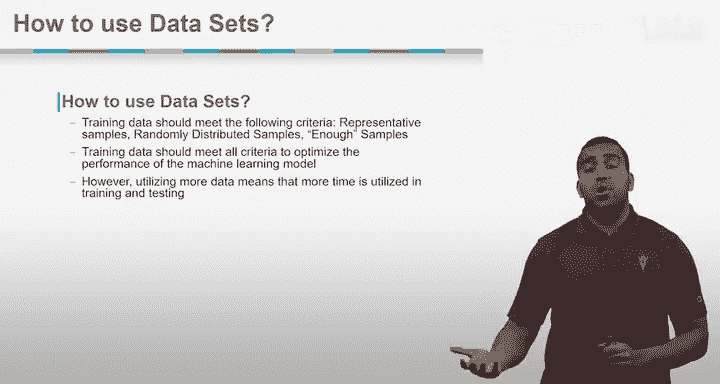 How to use Data Sets?
How to use Data Sets?
– Training data should meet the following criteria: Representative
samples, Randomly Distributed Samples, “Enough” Samples
– Training data should meet all criteria to optimize the
performance of the machine learning model
– However, utilizing more data means that more time is utilized in
training and testing